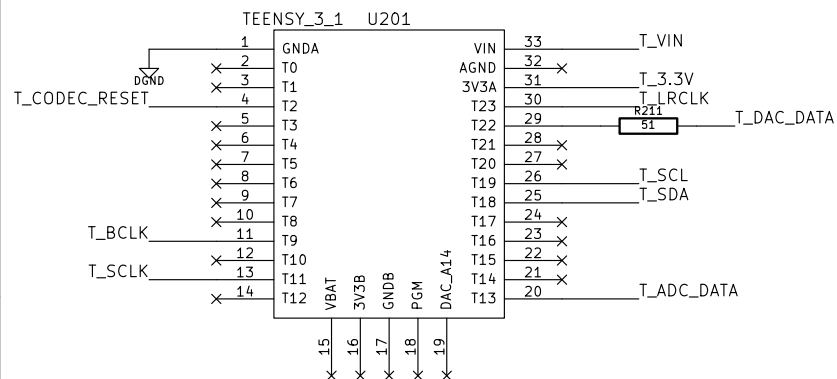 TEENSY_3_1 U201
1 GNDA VIN 33 T_VIN
DGND
2 T0 AGND 32
3 T1 3V3A 31 T_3.3V
T_CODEC_RESET 4 T2 T23 30 T_LRCLK
5 T3 T22 29 R211 51 T_DAC_DATA
6 T4 T21 28
7 T5 T20 27
8 T6 T19 26 T_SCL
9 T7 T18 25 T_SDA
10 T8 T17 24
T_BCLK 11 T9 T16 23
12 T10 T15 22
T_SCLK 13 T11 T14 21
14 T12 T13 20 T_ADC_DATA
VBAT 3V3B GNDB PGM DAC_A14
15 16 17 18 19